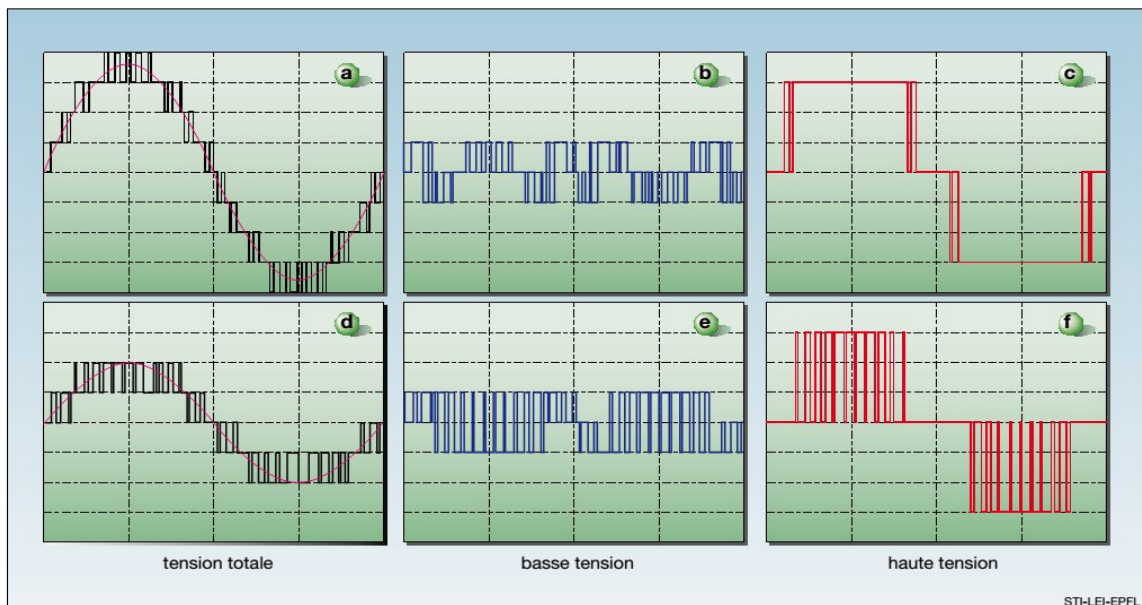 a
b
c
d
e
f
tension totale
basse tension
haute tension
STI-LEI-EPFL